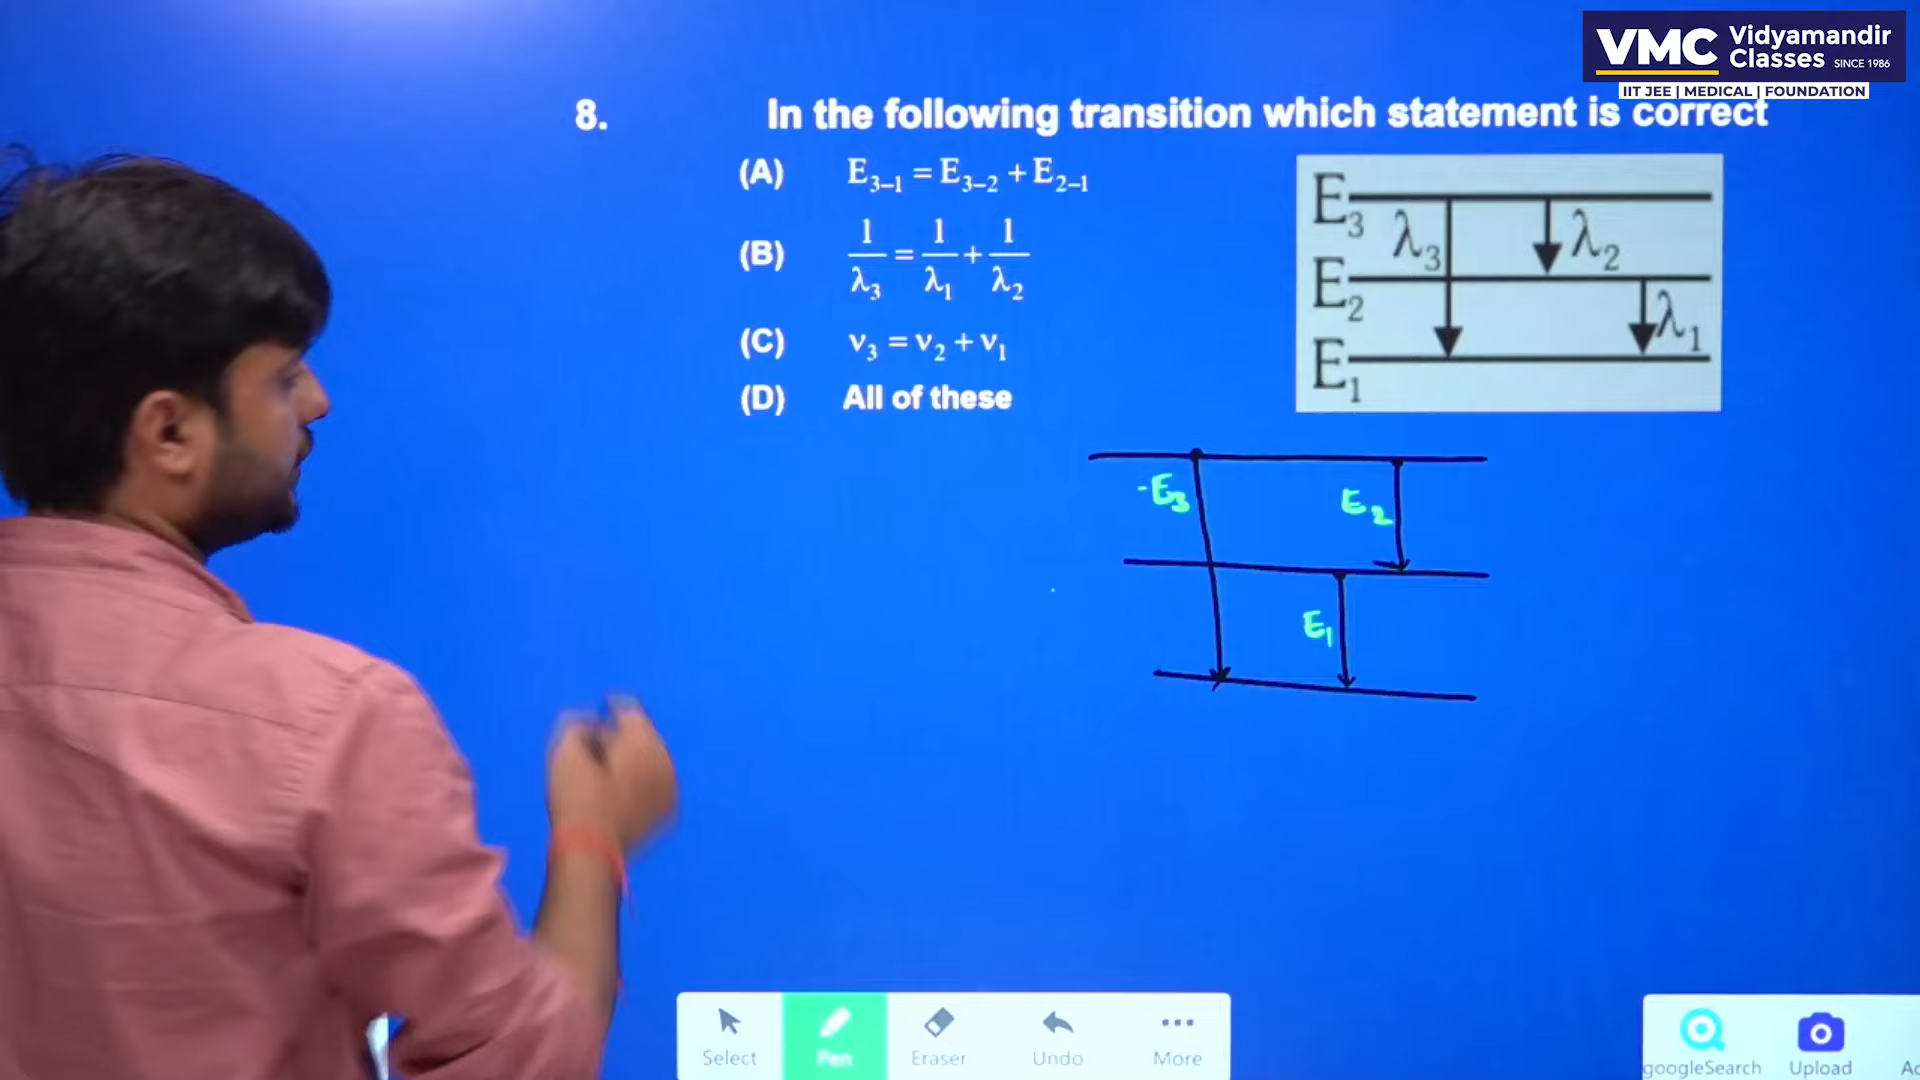 VMC Vidyamandir
Classes SINCE 1986
IIT JEE | MEDICAL | FOUNDATION
8. In the following transition which statement is correct
(A) E₃₋₁ = E₃₋₂ + E₂₋₁
(B) 1/λ₃ = 1/λ₁ + 1/λ₂
(C) ν₃ = ν₂ + ν₁
(D) All of these
E₃ λ₃ λ₂
E₂ λ₁
E₁
-E₃ E₂
E₁
Select Pen Eraser Undo More
googleSearch Upload Ac